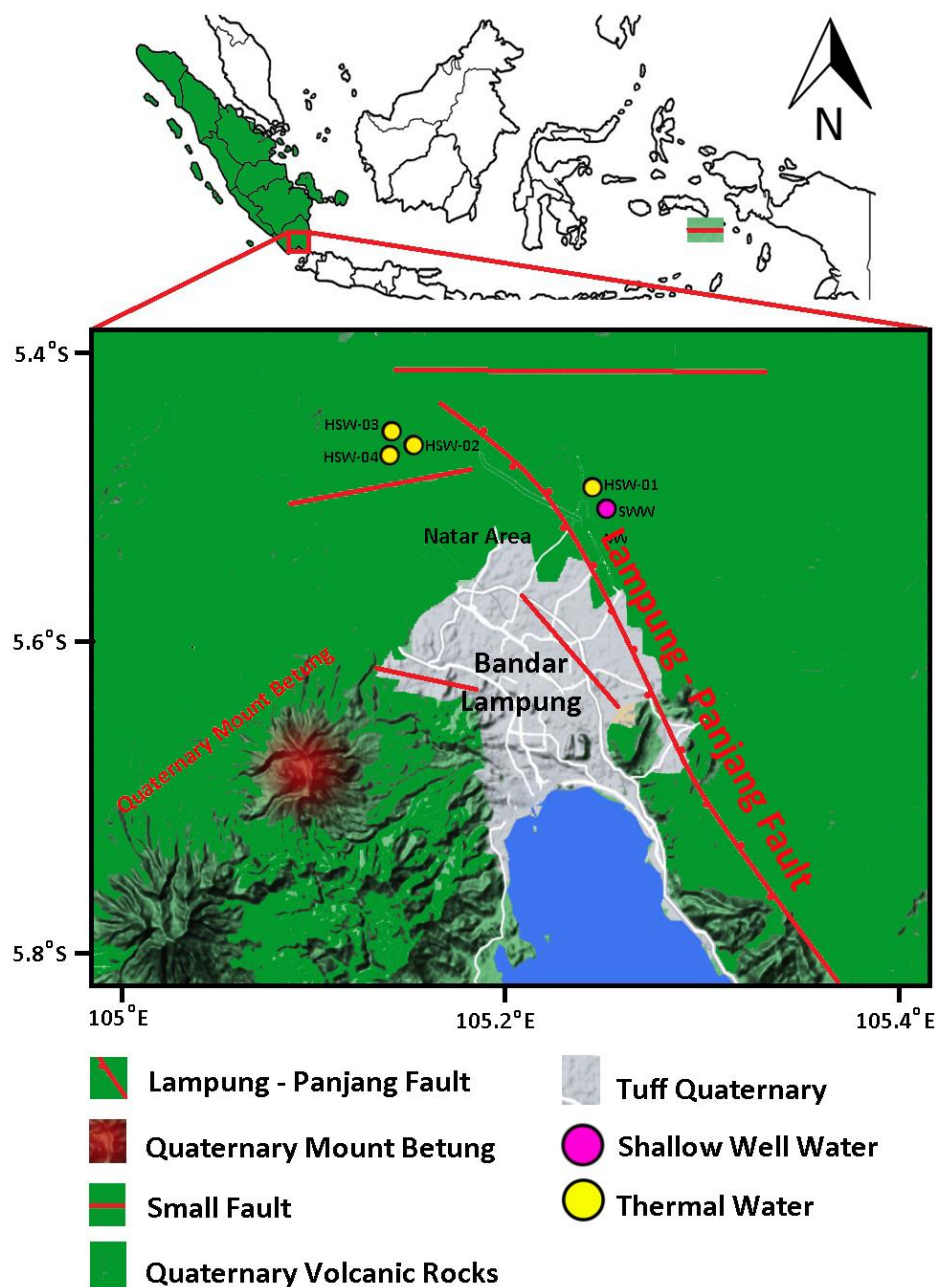 N
5.4°S
HSW-03
HSW-02
HSW-04
HSW-01
SWW
Natar Area
Lampung - Panjang Fault
5.6°S
Bandar
Lampung
Quaternary Mount Betung
5.8°S
105°E
105.2°E
105.4°E
Lampung - Panjang Fault
Tuff Quaternary
Quaternary Mount Betung
Shallow Well Water
Small Fault
Thermal Water
Quaternary Volcanic Rocks